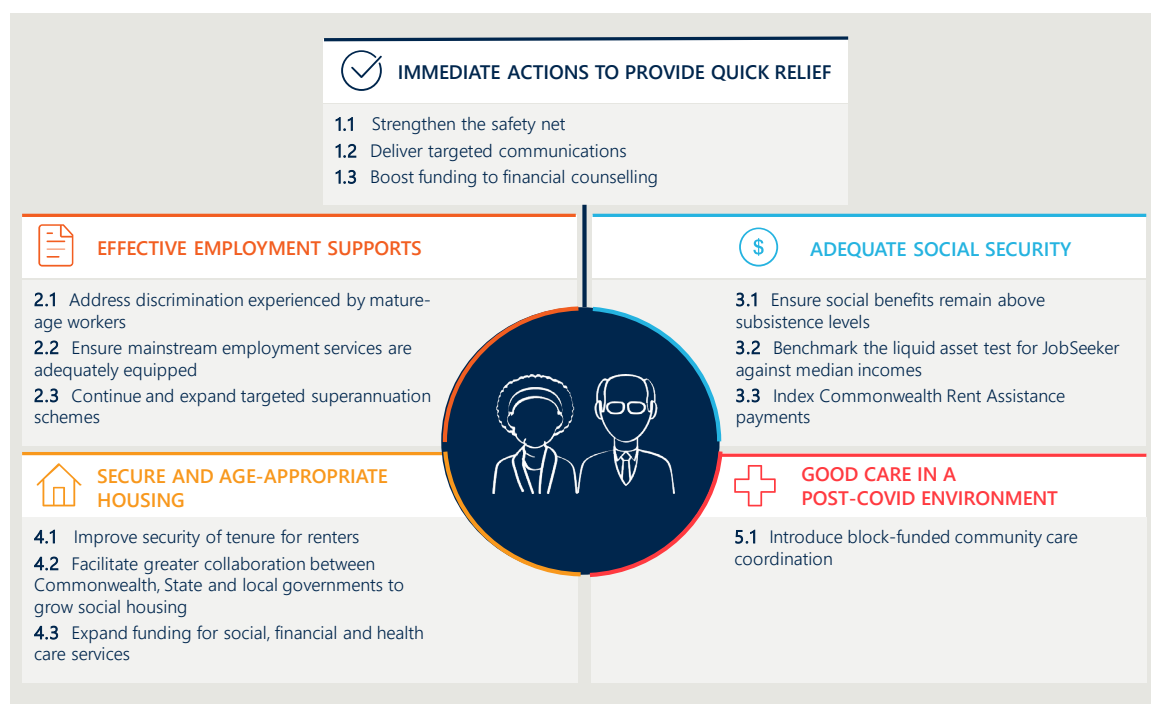 IMMEDIATE ACTIONS TO PROVIDE QUICK RELIEF
1.1 Strengthen the safety net
1.2 Deliver targeted communications
1.3 Boost funding to financial counselling
EFFECTIVE EMPLOYMENT SUPPORTS
2.1 Address discrimination experienced by mature-
age workers
2.2 Ensure mainstream employment services are
adequately equipped
2.3 Continue and expand targeted superannuation
schemes
$
ADEQUATE SOCIAL SECURITY
3.1 Ensure social benefits remain above
subsistence levels
3.2 Benchmark the liquid asset test for JobSeeker
against median incomes
3.3 Index Commonwealth Rent Assistance
payments
SECURE AND AGE-APPROPRIATE
HOUSING
4.1 Improve security of tenure for renters
4.2 Facilitate greater collaboration between
Commonwealth, State and local governments to
grow social housing
4.3 Expand funding for social, financial and health
care services
GOOD CARE IN A
POST-COVID ENVIRONMENT
5.1 Introduce block-funded community care
coordination